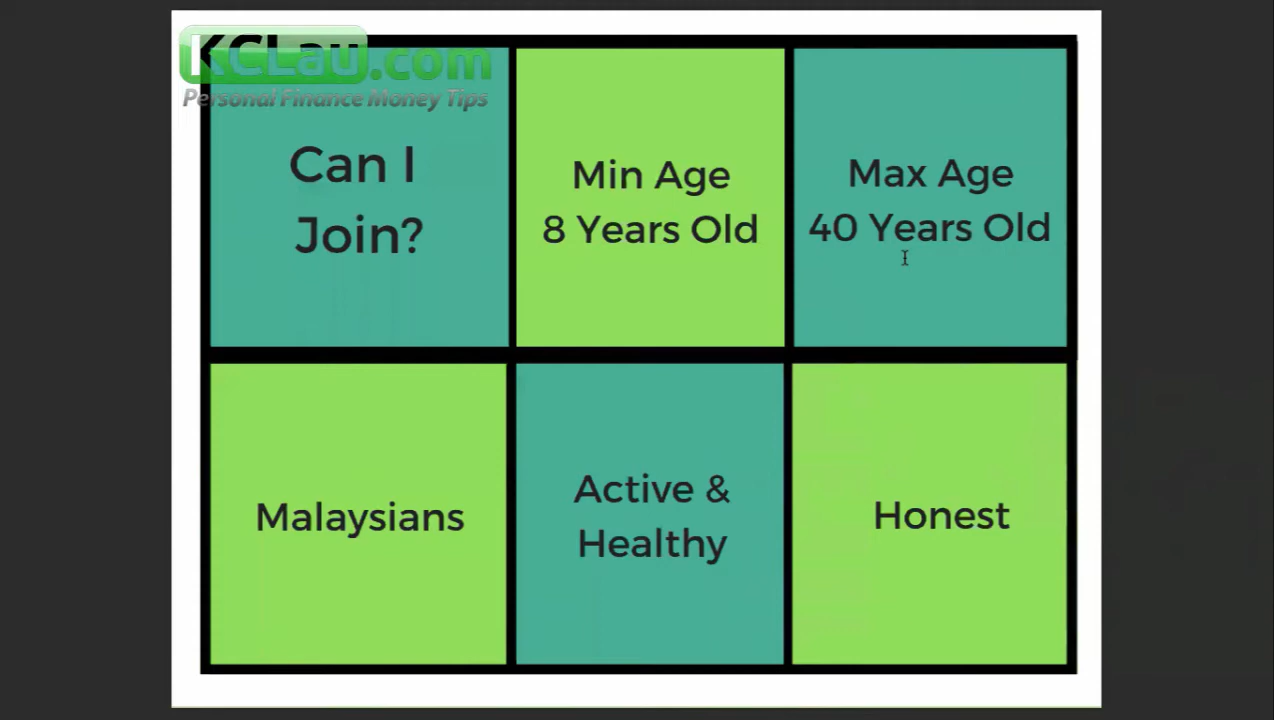 KCLau.com
Personal Finance Money Tips
Can I
Join?
Min Age
8 Years Old
Max Age
40 Years Old
Malaysians
Active &
Healthy
Honest